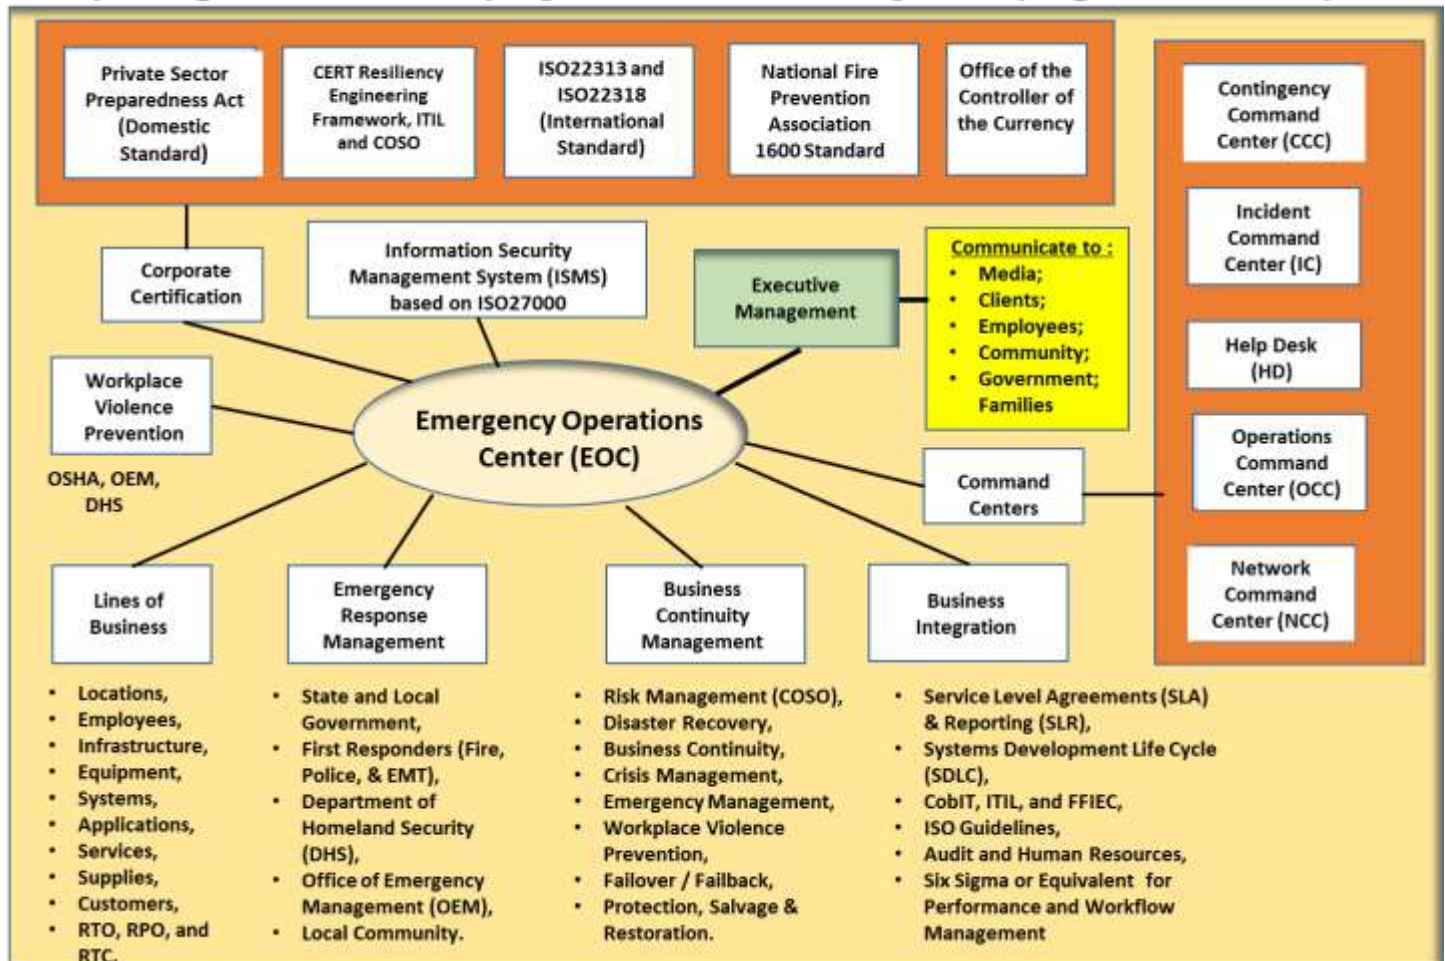 Private Sector
Preparedness Act
(Domestic
Standard)
CERT Resiliency
Engineering
Framework, ITIL
and COSO
ISO22313 and
ISO22318
(International
Standard)
National Fire
Prevention
Association
1600 Standard
Office of the
Controller of
the Currency
Contingency
Command
Center (CCC)
Incident
Command
Center (IC)
Help Desk
(HD)
Operations
Command
Center (OCC)
Network
Command
Center (NCC)
Corporate
Certification
Information Security
Management System (ISMS)
based on ISO27000
Executive
Management
Communicate to :
• Media;
• Clients;
• Employees;
• Community;
• Government;
Families
Workplace
Violence
Prevention
OSHA, OEM,
DHS
Emergency Operations
Center (EOC)
Command
Centers
Lines of
Business
Emergency
Response
Management
Business
Continuity
Management
Business
Integration
• Locations,
• Employees,
• Infrastructure,
• Equipment,
• Systems,
• Applications,
• Services,
• Supplies,
• Customers,
• RTO, RPO, and
RTC.
• State and Local
Government,
• First Responders (Fire,
Police, & EMT),
• Department of
Homeland Security
(DHS),
• Office of Emergency
Management (OEM),
• Local Community.
• Risk Management (COSO),
• Disaster Recovery,
• Business Continuity,
• Crisis Management,
• Emergency Management,
• Workplace Violence
Prevention,
• Failover / Failback,
• Protection, Salvage &
Restoration.
• Service Level Agreements (SLA)
& Reporting (SLR),
• Systems Development Life Cycle
(SDLC),
• CobIT, ITIL, and FFIEC,
• ISO Guidelines,
• Audit and Human Resources,
• Six Sigma or Equivalent for
Performance and Workflow
Management